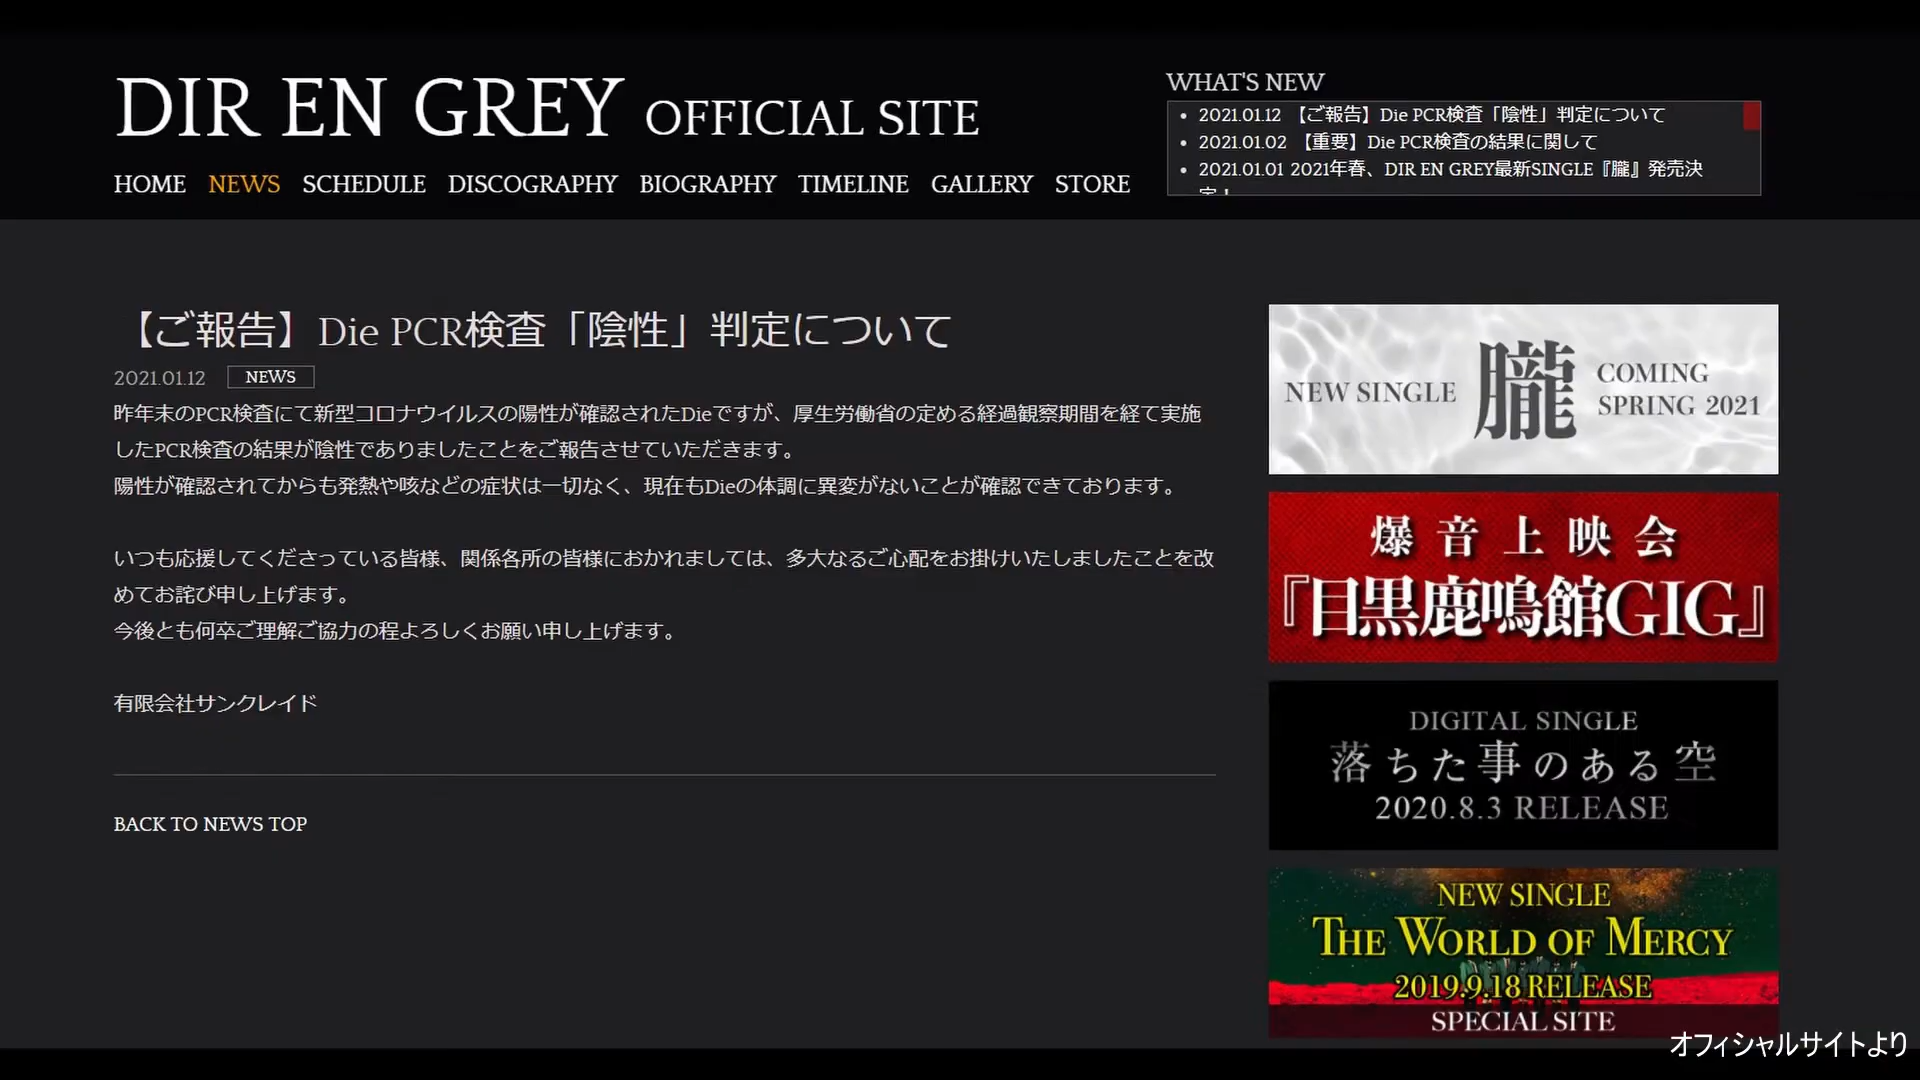 DIR EN GREY OFFICIAL SITE
HOME NEWS SCHEDULE DISCOGRAPHY BIOGRAPHY TIMELINE GALLERY STORE
WHAT'S NEW
• 2021.01.12 【ご報告】Die PCR検査「陰性」判定について
• 2021.01.02 【重要】Die PCR検査の結果に関して
• 2021.01.01 2021年春、DIR EN GREY最新SINGLE『朧』発売決
定！
【ご報告】Die PCR検査「陰性」判定について
2021.01.12 NEWS
昨年末のPCR検査にて新型コロナウイルスの陽性が確認されたDieですが、厚生労働省の定める経過観察期間を経て実施
したPCR検査の結果が陰性でありましたことをご報告させていただきます。
陽性が確認されてからも発熱や咳などの症状は一切なく、現在もDieの体調に異変がないことが確認できております。
いつも応援してくださっている皆様、関係各所の皆様におかれましては、多大なるご心配をお掛けいたしましたことを改
めてお詫び申し上げます。
今後とも何卒ご理解ご協力の程よろしくお願い申し上げます。
有限会社サンクレイド
BACK TO NEWS TOP
NEW SINGLE 朧 COMING
SPRING 2021
爆音上映会
『目黒鹿鳴館GIG』
DIGITAL SINGLE
落ちた事のある空
2020.8.3 RELEASE
NEW SINGLE
THE WORLD OF MERCY
2019.9.18 RELEASE
SPECIAL SITE
オフィシャルサイトより